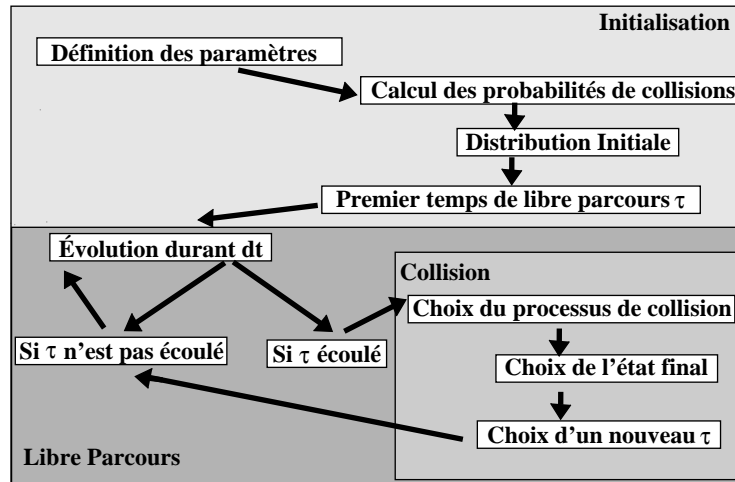 Initialisation
Définition des paramètres
Calcul des probabilités de collisions
Distribution Initiale
Premier temps de libre parcours τ
Évolution durant dt
Collision
Choix du processus de collision
Si τ n'est pas écoulé
Si τ écoulé
Choix de l'état final
Choix d'un nouveau τ
Libre Parcours